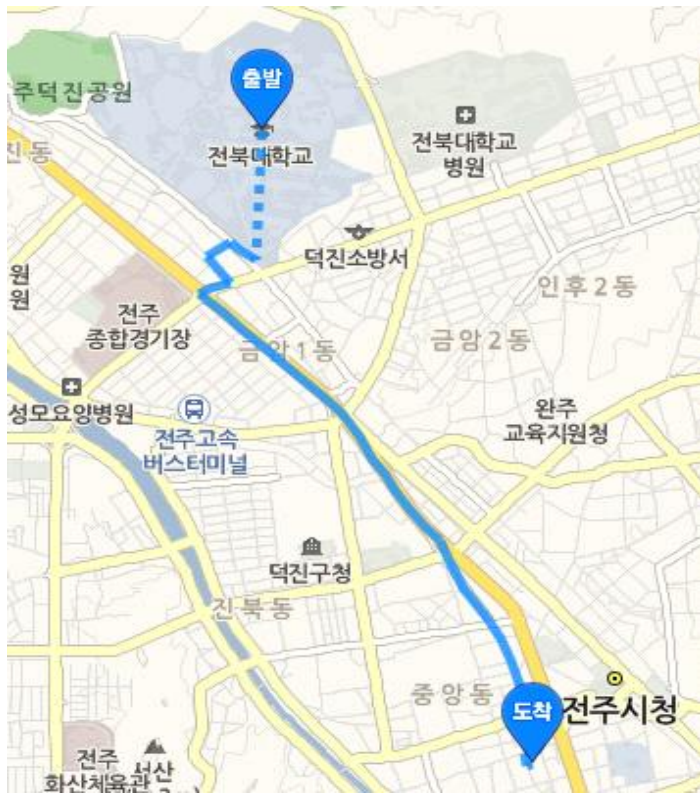 출발
주덕진공원
전북대학교
전북대학교
병원
진동
덕진소방서
원
원
인후2동
전주
종합경기장
금암1동
금암2동
성모요양병원
완주
교육지원청
전주고속
버스터미널
덕진구청
진북동
중앙동
도착
전주시청
전주
화산체육관
서산